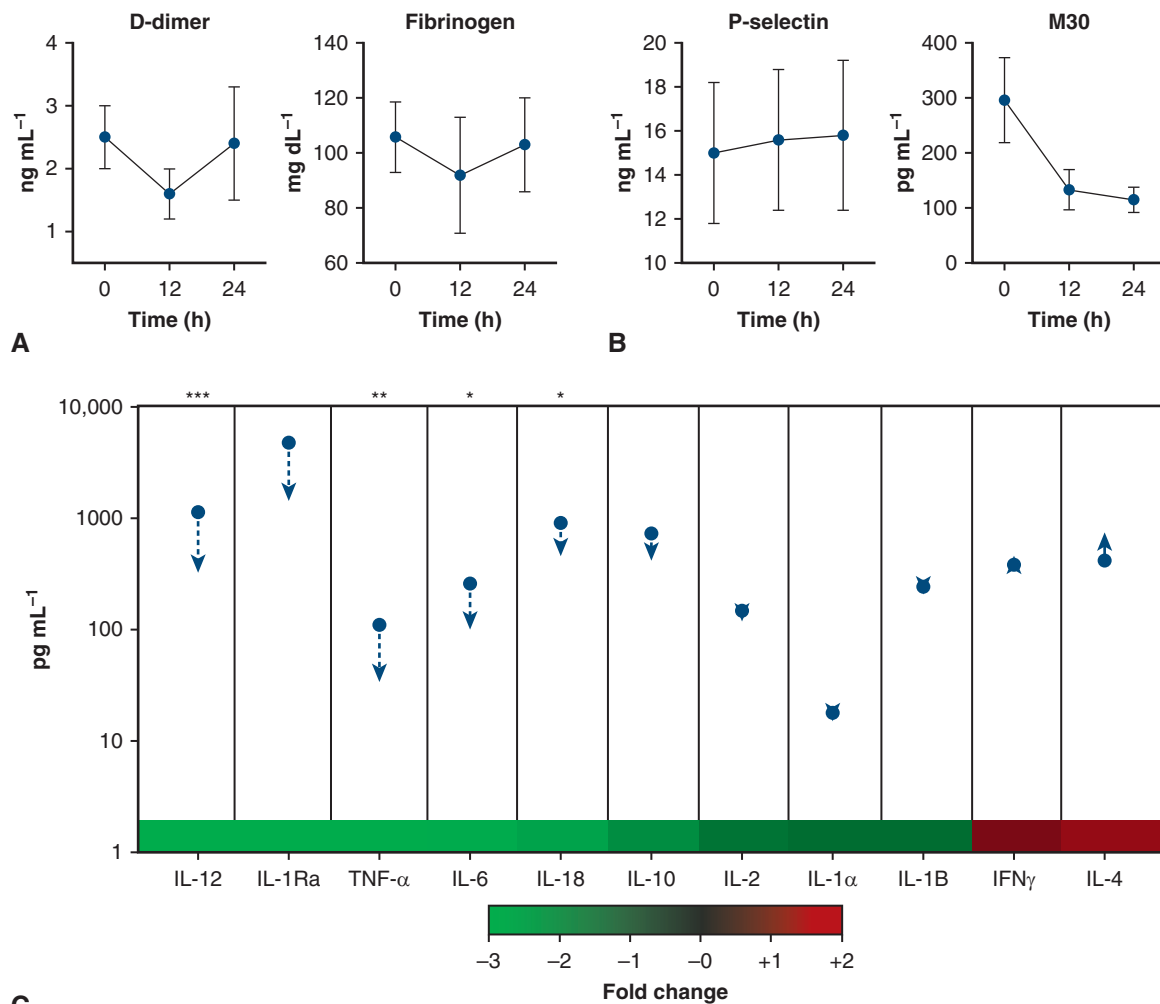 D-dimer
4
3
2
1
ng mL⁻¹
0 12 24
Time (h)
A
Fibrinogen
140
120
100
80
60
mg dL⁻¹
0 12 24
Time (h)
P-selectin
20
18
16
14
12
10
ng mL⁻¹
0 12 24
Time (h)
B
M30
400
300
200
100
0
pg mL⁻¹
0 12 24
Time (h)
*** ** * *
10,000
1000
100
10
1
pg mL⁻¹
IL-12 IL-1Ra TNF-α IL-6 IL-18 IL-10 IL-2 IL-1α IL-1B IFNγ IL-4
–3 –2 –1 –0 +1 +2
Fold change
C